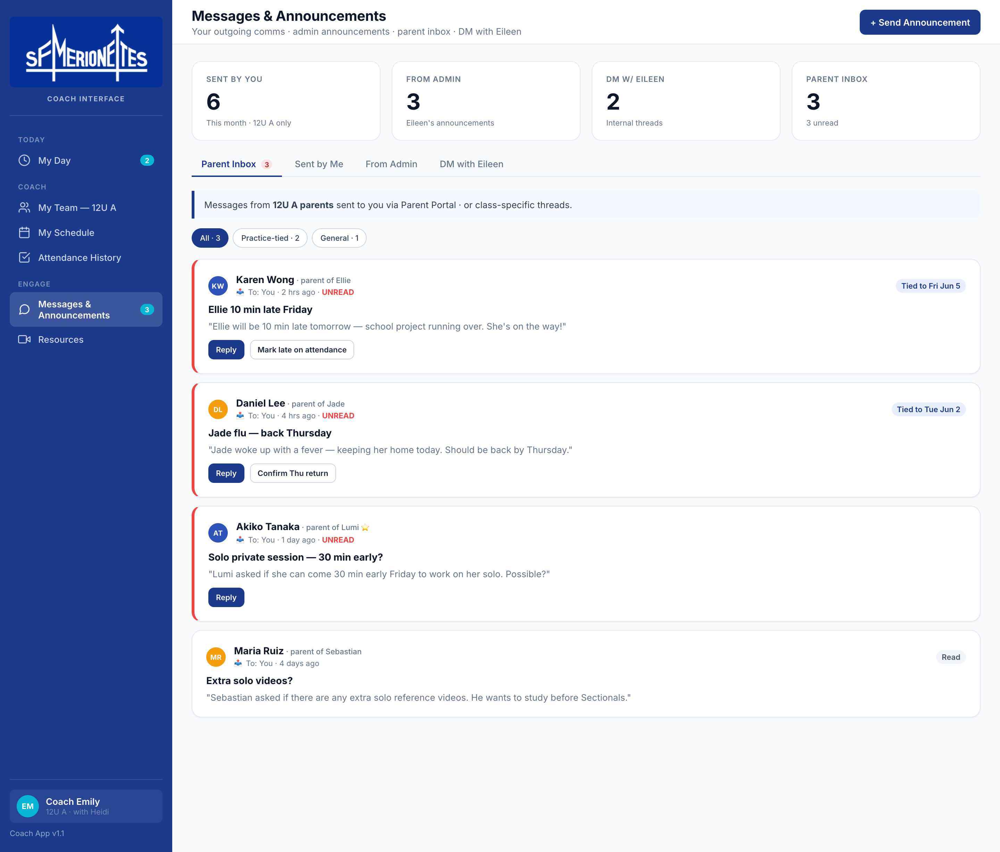 SFMERIONETTES
COACH INTERFACE
TODAY
My Day 2
COACH
My Team — 12U A
My Schedule
Attendance History
ENGAGE
Messages &
Announcements 3
Resources
EM Coach Emily
12U A · with Heidi
Coach App v1.1
Messages & Announcements
Your outgoing comms · admin announcements · parent inbox · DM with Eileen
+ Send Announcement
SENT BY YOU
6
This month · 12U A only
FROM ADMIN
3
Eileen's announcements
DM W/ EILEEN
2
Internal threads
PARENT INBOX
3
3 unread
Parent Inbox 3 Sent by Me From Admin DM with Eileen
Messages from 12U A parents sent to you via Parent Portal · or class-specific threads.
All · 3 Practice-tied · 2 General · 1
KW Karen Wong · parent of Ellie
To: You · 2 hrs ago · UNREAD
Tied to Fri Jun 5
Ellie 10 min late Friday
"Ellie will be 10 min late tomorrow — school project running over. She's on the way!"
Reply Mark late on attendance
DL Daniel Lee · parent of Jade
To: You · 4 hrs ago · UNREAD
Tied to Tue Jun 2
Jade flu — back Thursday
"Jade woke up with a fever — keeping her home today. Should be back by Thursday."
Reply Confirm Thu return
AT Akiko Tanaka · parent of Lumi ⭐
To: You · 1 day ago · UNREAD
Solo private session — 30 min early?
"Lumi asked if she can come 30 min early Friday to work on her solo. Possible?"
Reply
MR Maria Ruiz · parent of Sebastian
To: You · 4 days ago
Read
Extra solo videos?
"Sebastian asked if there are any extra solo reference videos. He wants to study before Sectionals."